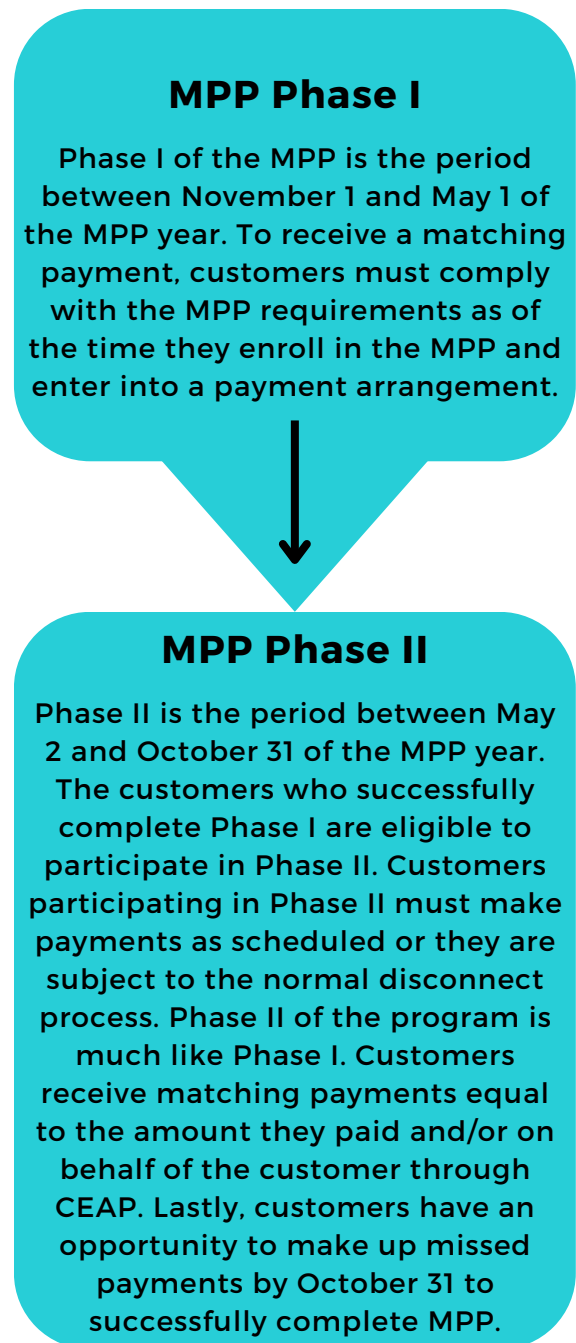 MPP Phase I
Phase I of the MPP is the period
between November 1 and May 1 of
the MPP year. To receive a matching
payment, customers must comply
with the MPP requirements as of
the time they enroll in the MPP and
enter into a payment arrangement.
MPP Phase II
Phase II is the period between May
2 and October 31 of the MPP year.
The customers who successfully
complete Phase I are eligible to
participate in Phase II. Customers
participating in Phase II must make
payments as scheduled or they are
subject to the normal disconnect
process. Phase II of the program is
much like Phase I. Customers
receive matching payments equal
to the amount they paid and/or on
behalf of the customer through
CEAP. Lastly, customers have an
opportunity to make up missed
payments by October 31 to
successfully complete MPP.